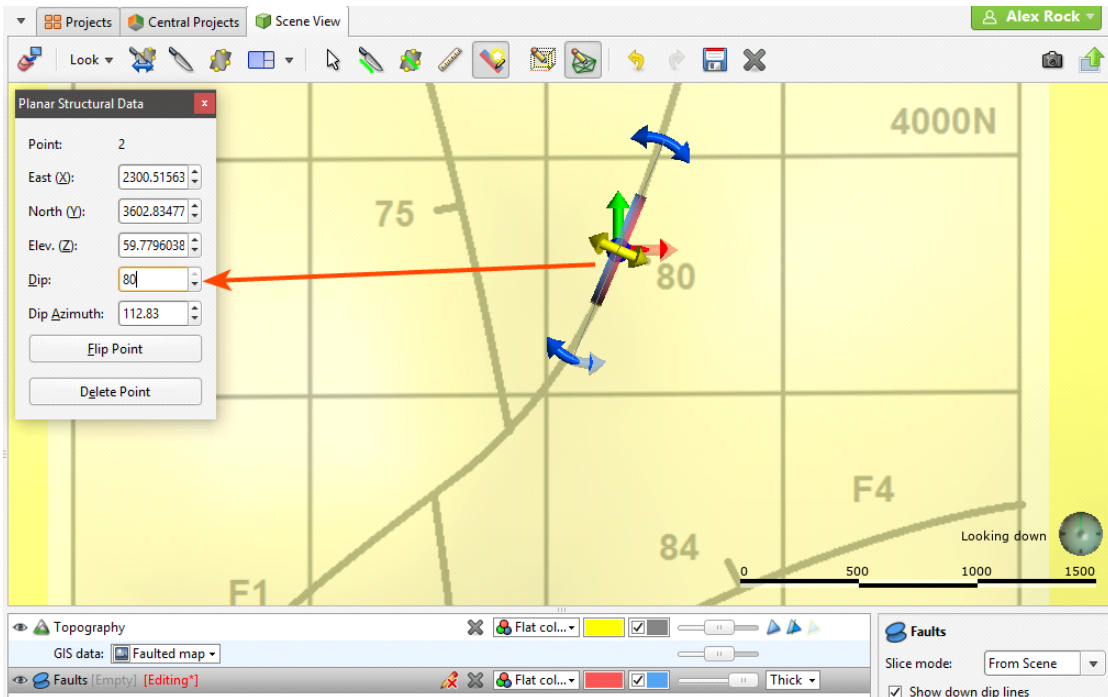 Projects Central Projects Scene View Alex Rock
Look
Planar Structural Data x
Point: 2
East (X): 2300.51563
North (Y): 3602.83477
Elev. (Z): 59.7796038
Dip: 80
Dip Azimuth: 112.83
Flip Point
Delete Point
4000N
75
80
F4
84
F1
Looking down
0 500 1000 1500
Topography Flat col...
GIS data: Faulted map
Faults [Empty] [Editing*] Flat col... Thick
Faults
Slice mode: From Scene
Show down dip lines